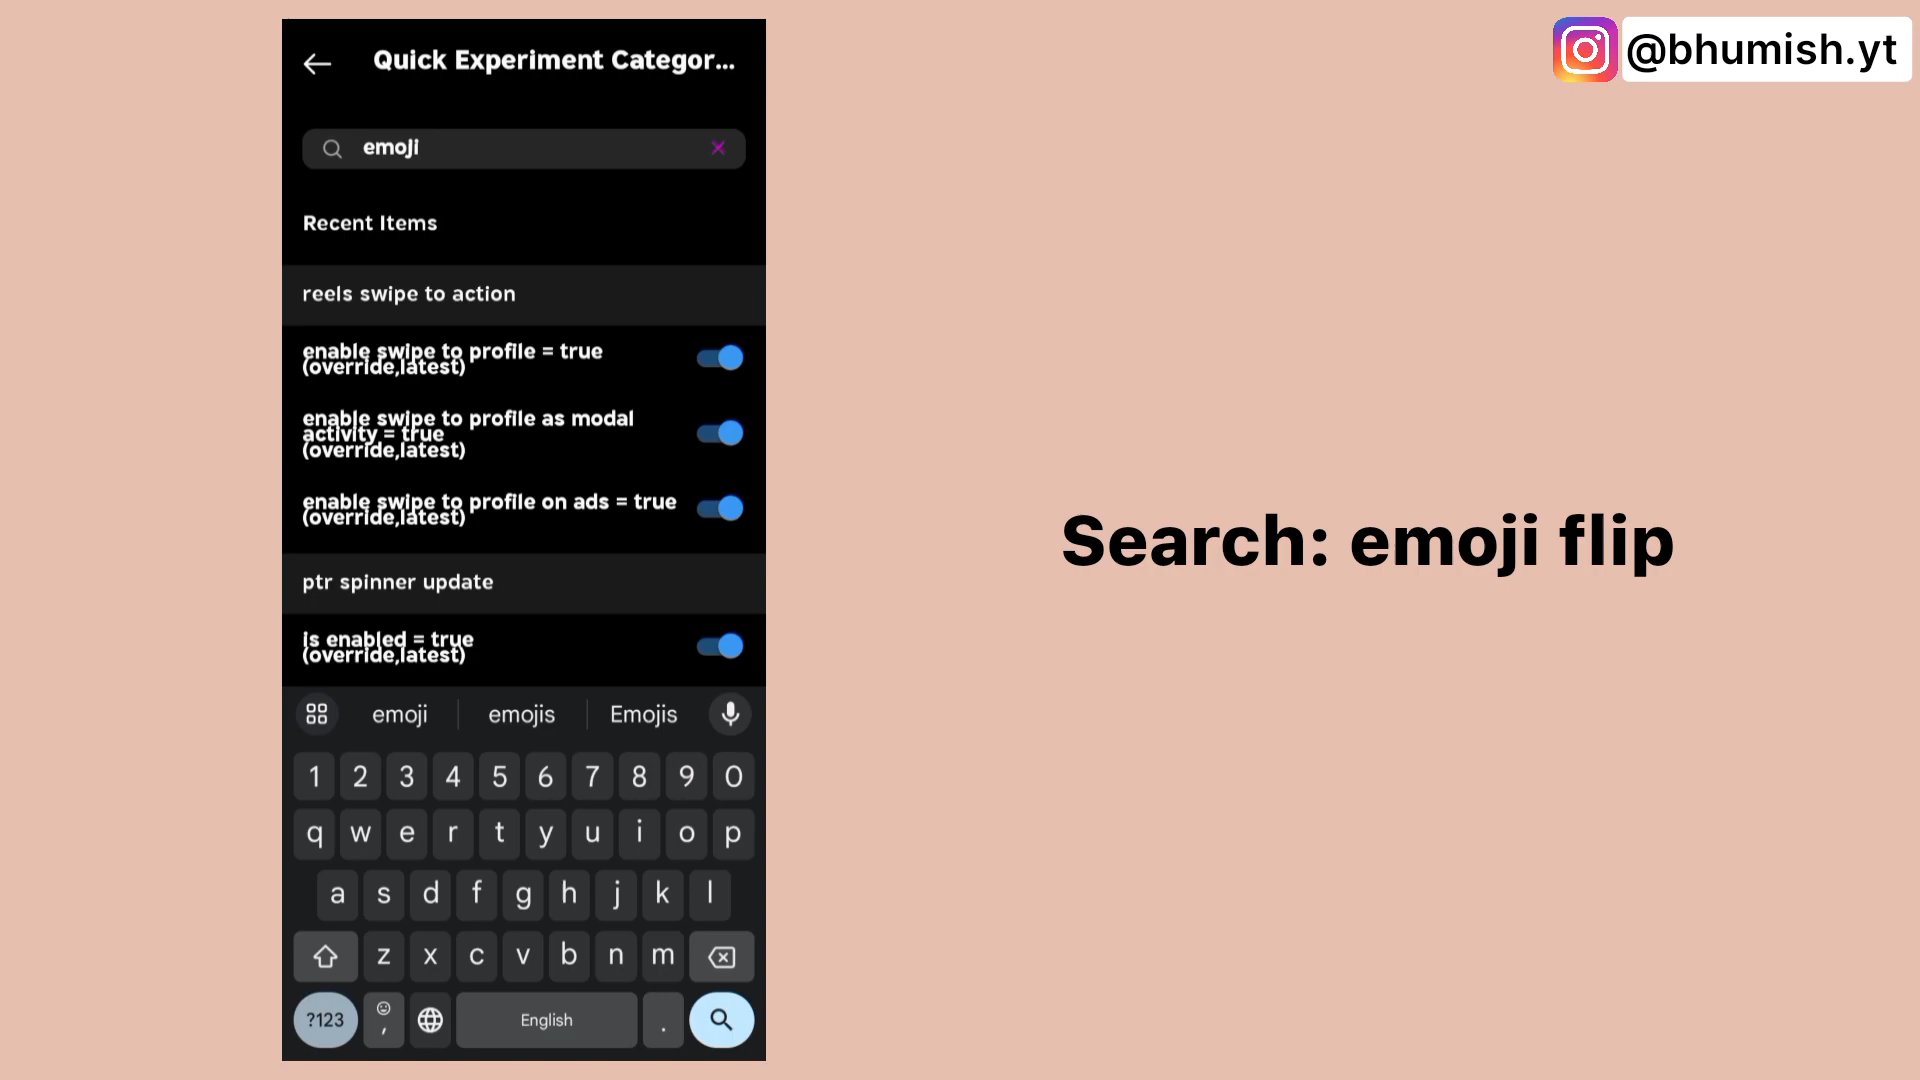 Quick Experiment Categor...
@bhumish.yt
emoji
Recent Items
reels swipe to action
enable swipe to profile = true
(override,latest)
enable swipe to profile as modal
activity = true
(override,latest)
enable swipe to profile on ads = true
(override,latest)
Search: emoji flip
ptr spinner update
is enabled = true
(override,latest)
emoji emojis Emojis
1 2 3 4 5 6 7 8 9 0
q w e r t y u i o p
a s d f g h j k l
z x c v b n m
?123 , English .